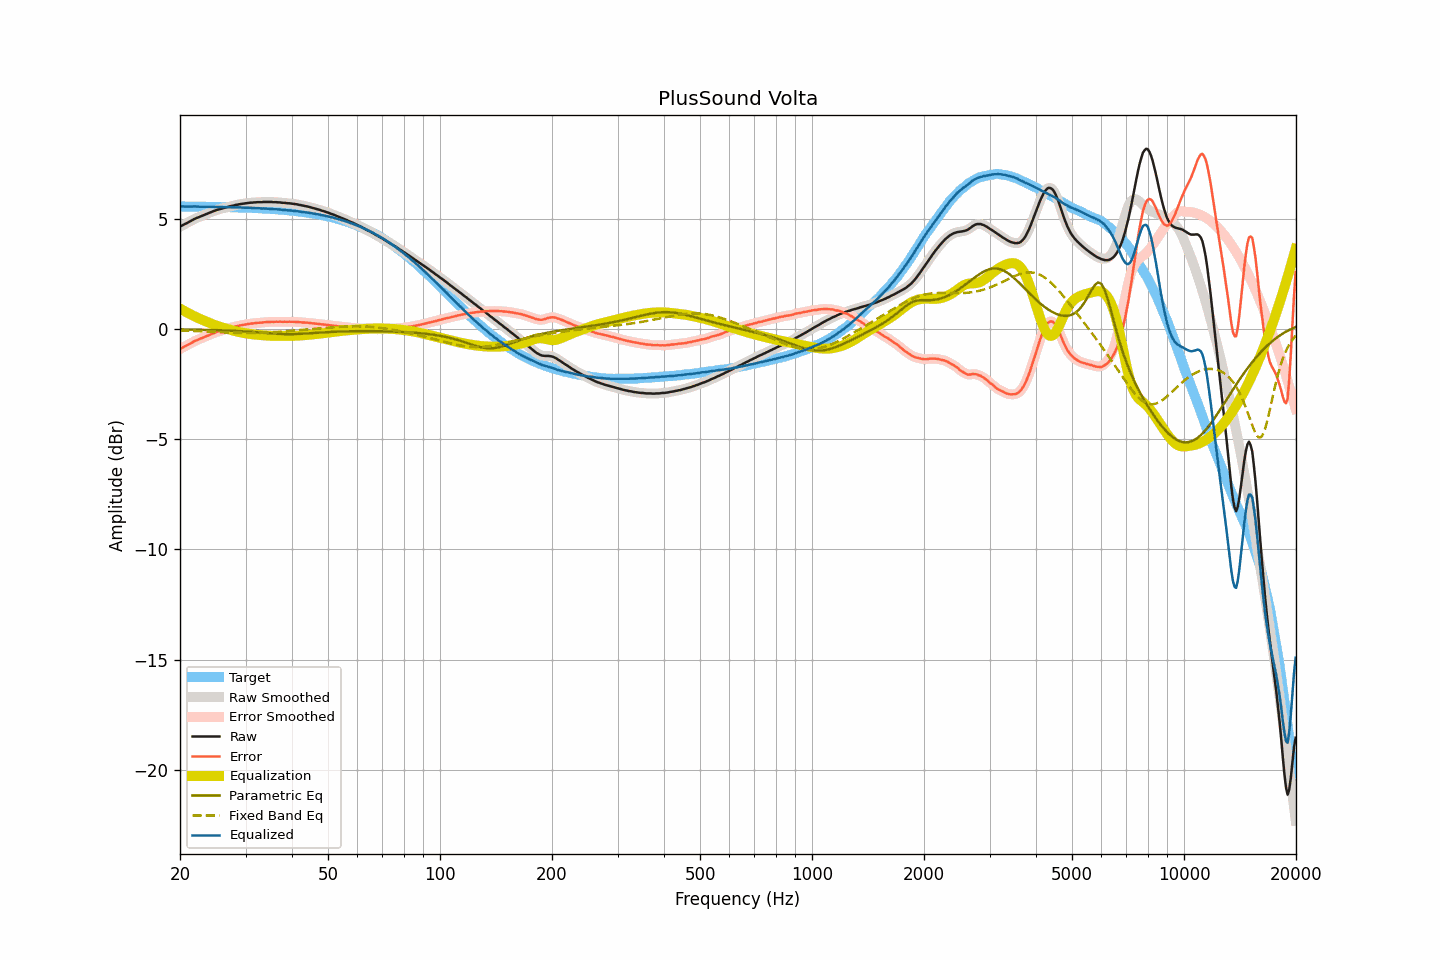 PlusSound Volta
Amplitude (dBr)
5
0
−5
−10
−15
−20
Target
Raw Smoothed
Error Smoothed
Raw
Error
Equalization
Parametric Eq
Fixed Band Eq
Equalized
20 50 100 200 500 1000 2000 5000 10000 20000
Frequency (Hz)